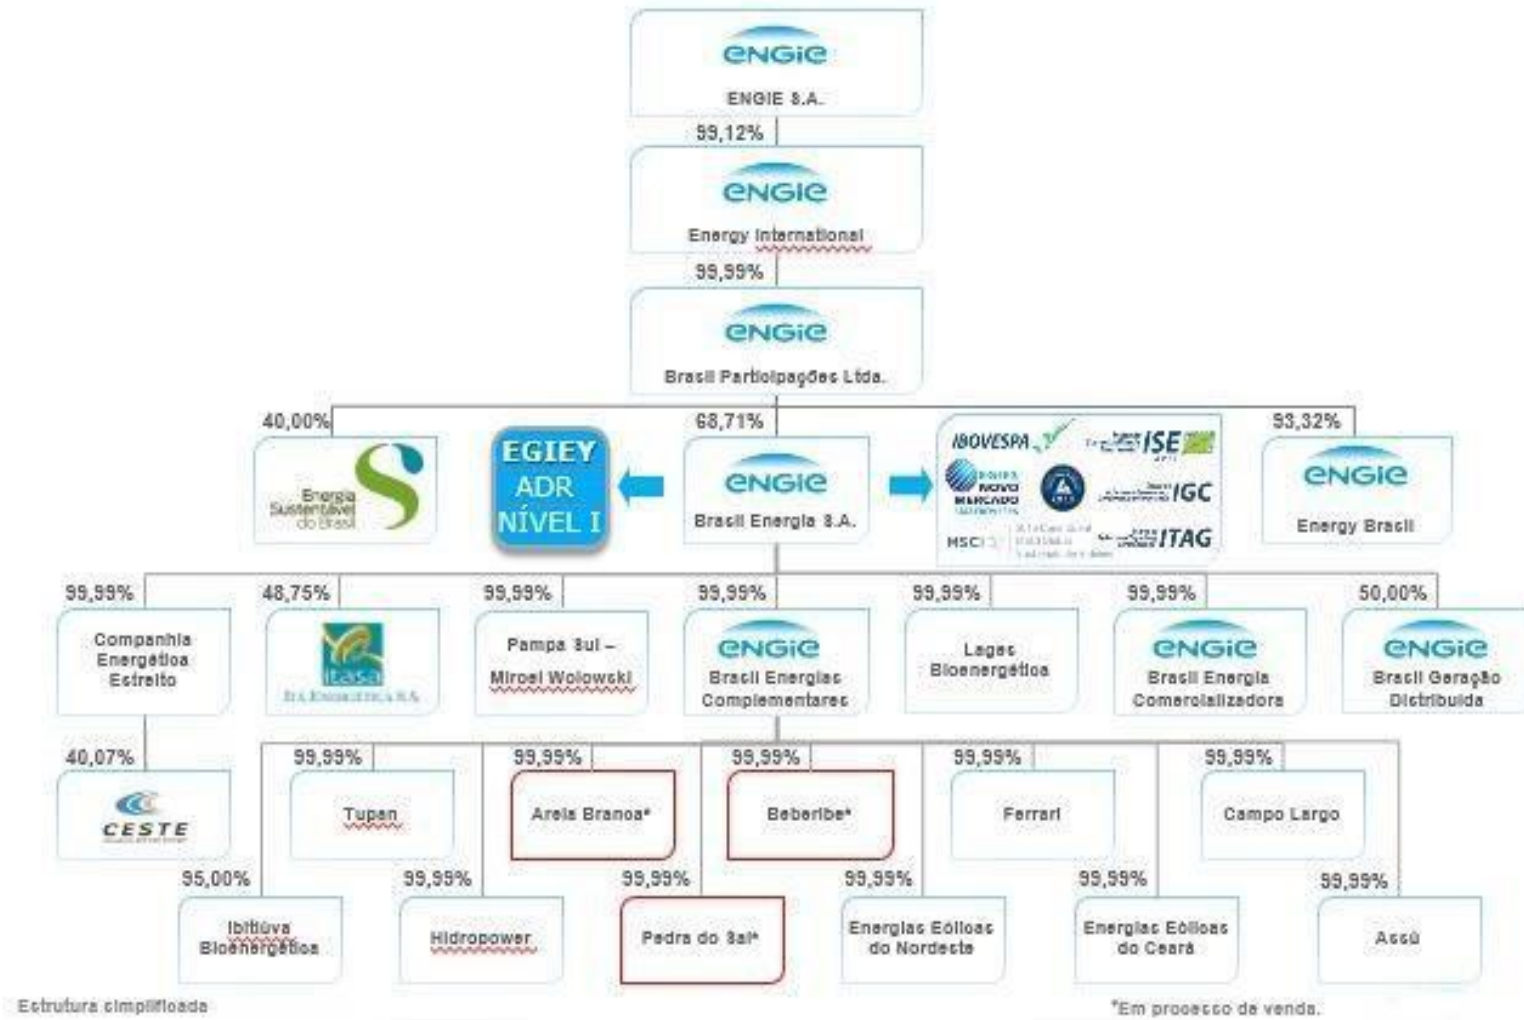 ENGIE
ENGIE S.A.
99,12%
ENGIE
Energy International
99,99%
ENGIE
Brasil Participações Ltda.
40,00%
68,71%
93,32%
Energia
Sustentável
do Brasil
EGIEY
ADR
NÍVEL I
ENGIE
Brasil Energia S.A.
IBOVESPA
ISE
NOVO
MERCADO
IGC
MSCI
ITAG
ENGIE
Energy Brasil
99,99%
48,75%
99,99%
99,99%
99,99%
99,99%
50,00%
Companhia
Energética
Estreito
itasa
Pampa Sul –
Miroel Wolowski
ENGIE
Brasil Energias
Complementares
Lages
Bioenergética
ENGIE
Brasil Energia
Comercializadora
ENGIE
Brasil Geração
Distribuida
40,07%
99,99%
99,99%
99,99%
99,99%
99,99%
CESTE
Tupan
Areia Branca*
Beberibe*
Ferrari
Campo Largo
95,00%
99,99%
99,99%
99,99%
99,99%
99,99%
Ibitiúva
Bioenergética
Hidropower
Pedra do Sal*
Energias Eólicas
do Nordeste
Energias Eólicas
do Ceará
Assú
Estrutura simplificada
*Em processo de venda.